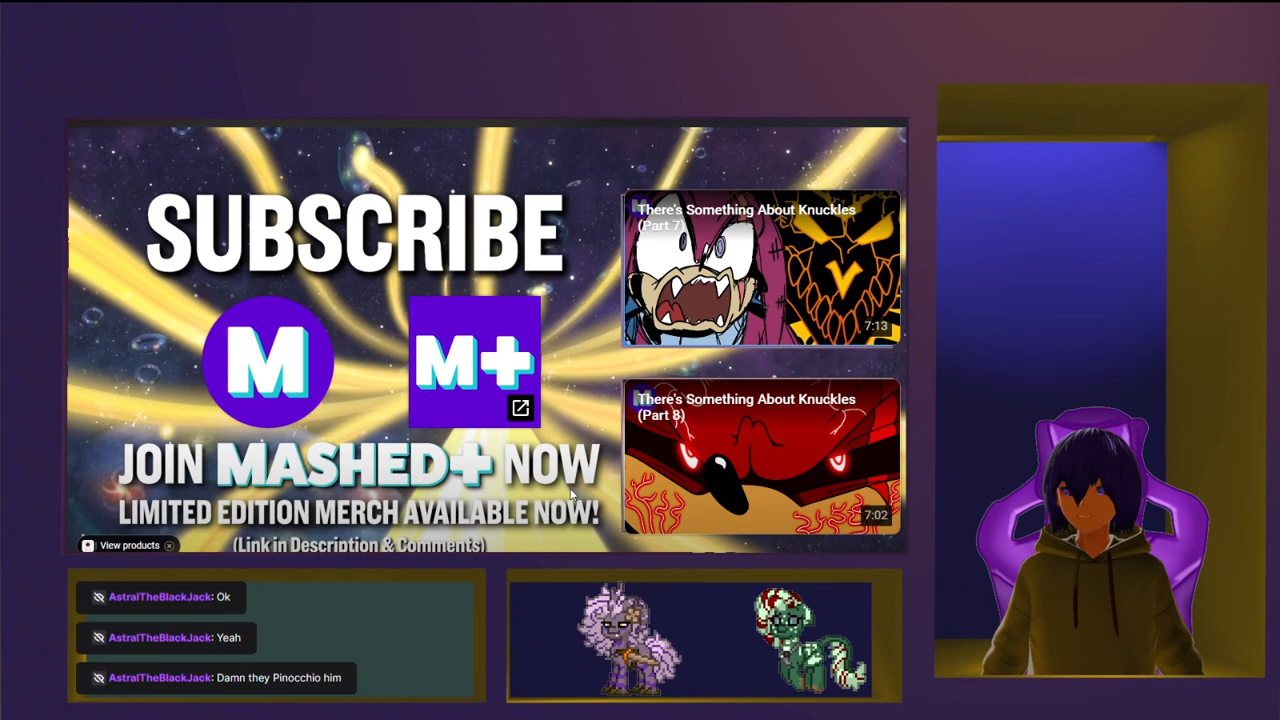 SUBSCRIBE
M
M+
JOIN MASHED+ NOW
LIMITED EDITION MERCH AVAILABLE NOW!
(Link in Description & Comments)
View products
There's Something About Knuckles
(Part 7)
7:13
There's Something About Knuckles
(Part 8)
7:02
AstralTheBlackJack: Ok
AstralTheBlackJack: Yeah
AstralTheBlackJack: Damn they Pinocchio him